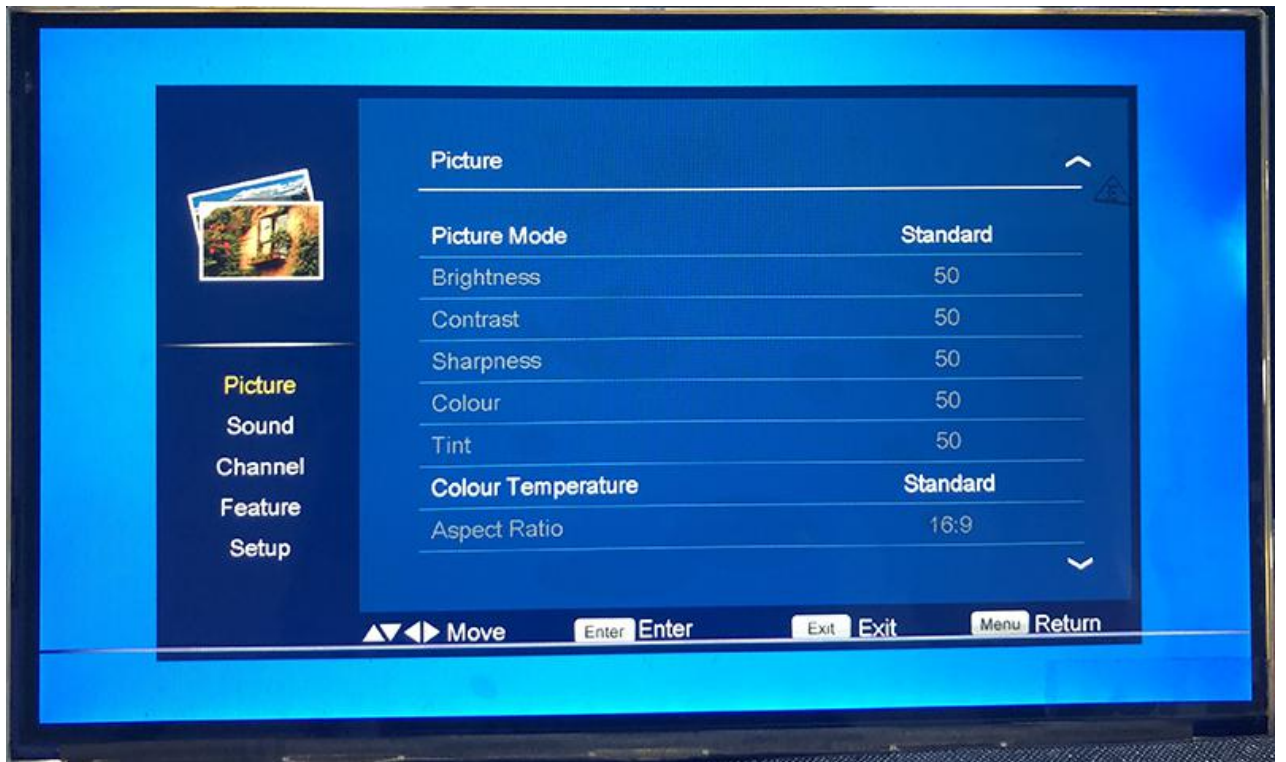 Picture
Picture Mode Standard
Brightness 50
Contrast 50
Sharpness 50
Colour 50
Tint 50
Colour Temperature Standard
Aspect Ratio 16:9
Picture
Sound
Channel
Feature
Setup
Move Enter Enter Exit Exit Menu Return